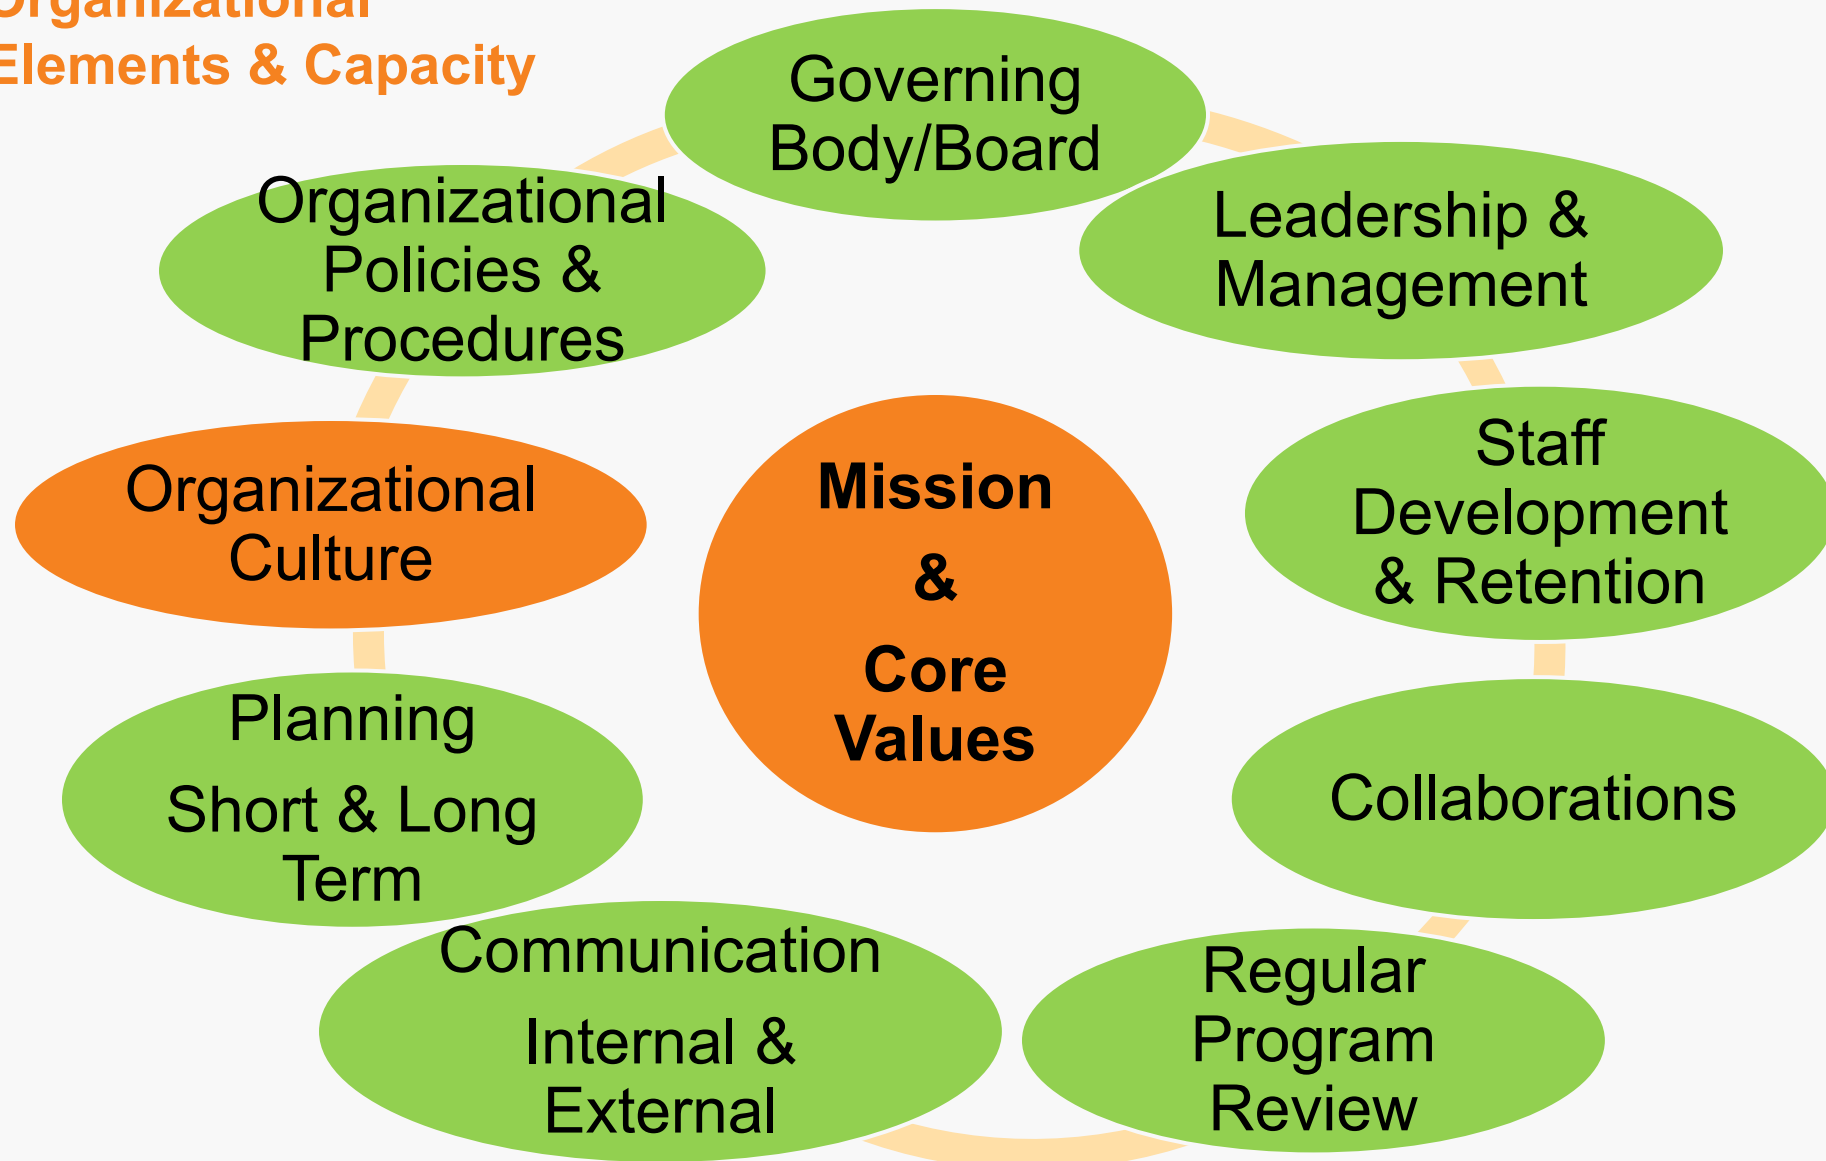 Organizational
Elements & Capacity
Governing
Body/Board
Leadership &
Management
Staff
Development
& Retention
Collaborations
Regular
Program
Review
Communication
Internal &
External
Planning
Short & Long
Term
Organizational
Culture
Organizational
Policies &
Procedures
Mission
&
Core
Values